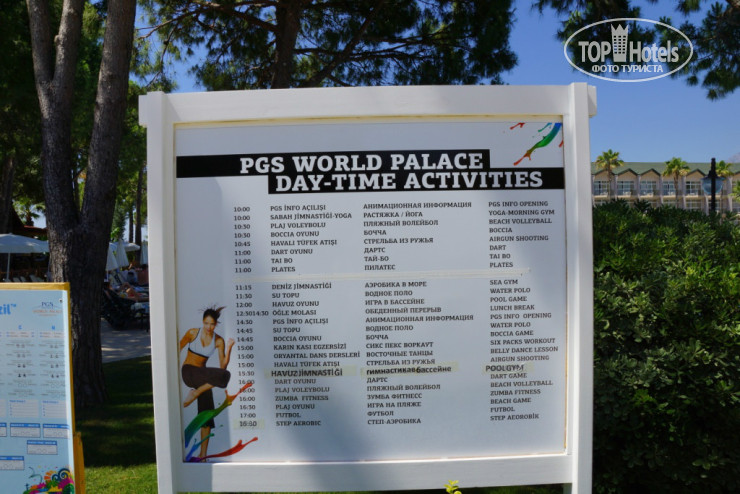 TOPHotels
ФОТО ТУРИСТА
PGS WORLD PALACE
DAY-TIME ACTIVITIES
10:00 PGS İNFO AÇILIŞI АНИМАЦИОННАЯ ИНФОРМАЦИЯ PGS INFO OPENING
10:00 SABAH JİMNASTİĞİ-YOGA РАСТЯЖКА / ЙОГА YOGA-MORNING GYM
10:30 PLAJ VOLEYBOLU ПЛЯЖНЫЙ ВОЛЕЙБОЛ BEACH VOLLEYBALL
10:30 BOCCIA OYUNU БОЧЧА BOCCIA
10:45 HAVALI TÜFEK ATIŞI СТРЕЛЬБА ИЗ РУЖЬЯ AIRGUN SHOOTING
11:00 DART OYUNU ДАРТС DART
11:00 TAI BO ТАЙ-БО TAI BO
11:00 PLATES ПИЛАТЕС PLATES
11:15 DENİZ JİMNASTİĞİ АЭРОБИКА В МОРЕ SEA GYM
11:30 SU TOPU ВОДНОЕ ПОЛО WATER POLO
12:00 HAVUZ OYUNU ИГРА В БАССЕЙНЕ POOL GAME
12:3014:30 ÖĞLE MOLASI ОБЕДЕННЫЙ ПЕРЕРЫВ LUNCH BREAK
14:30 PGS İNFO AÇILIŞI АНИМАЦИОННАЯ ИНФОРМАЦИЯ PGS INFO OPENING
14:45 SU TOPU ВОДНОЕ ПОЛО WATER POLO
14:45 BOCCIA OYUNU БОЧЧА BOCCIA GAME
15:00 KARIN KASI EGZERSİZİ СИКС ПЕКС ВОРКАУТ SIX PACKS WORKOUT
15:00 ORYANTAL DANS DERSLERİ ВОСТОЧНЫЕ ТАНЦЫ BELLY DANCE LESSON
15:00 HAVALI TÜFEK ATIŞI СТРЕЛЬБА ИЗ РУЖЬЯ AIRGUN SHOOTING
HAVUZ JİMNASTİĞİ гимнастика в бассейне POOLGYM
DART OYUNU ДАРТС DART GAME
16:00 PLAJ VOLEYBOLU ПЛЯЖНЫЙ ВОЛЕЙБОЛ BEACH VOLLEYBALL
16:00 ZUMBA FITNESS ЗУМБА ФИТНЕСС ZUMBA FITNESS
16:30 PLAJ OYUNU ИГРА НА ПЛЯЖЕ BEACH GAME
17:00 FUTBOL ФУТБОЛ FUTBOL
STEP AEROBIC СТЕП-АЭРОБИКА STEP AEROBİK
PGS